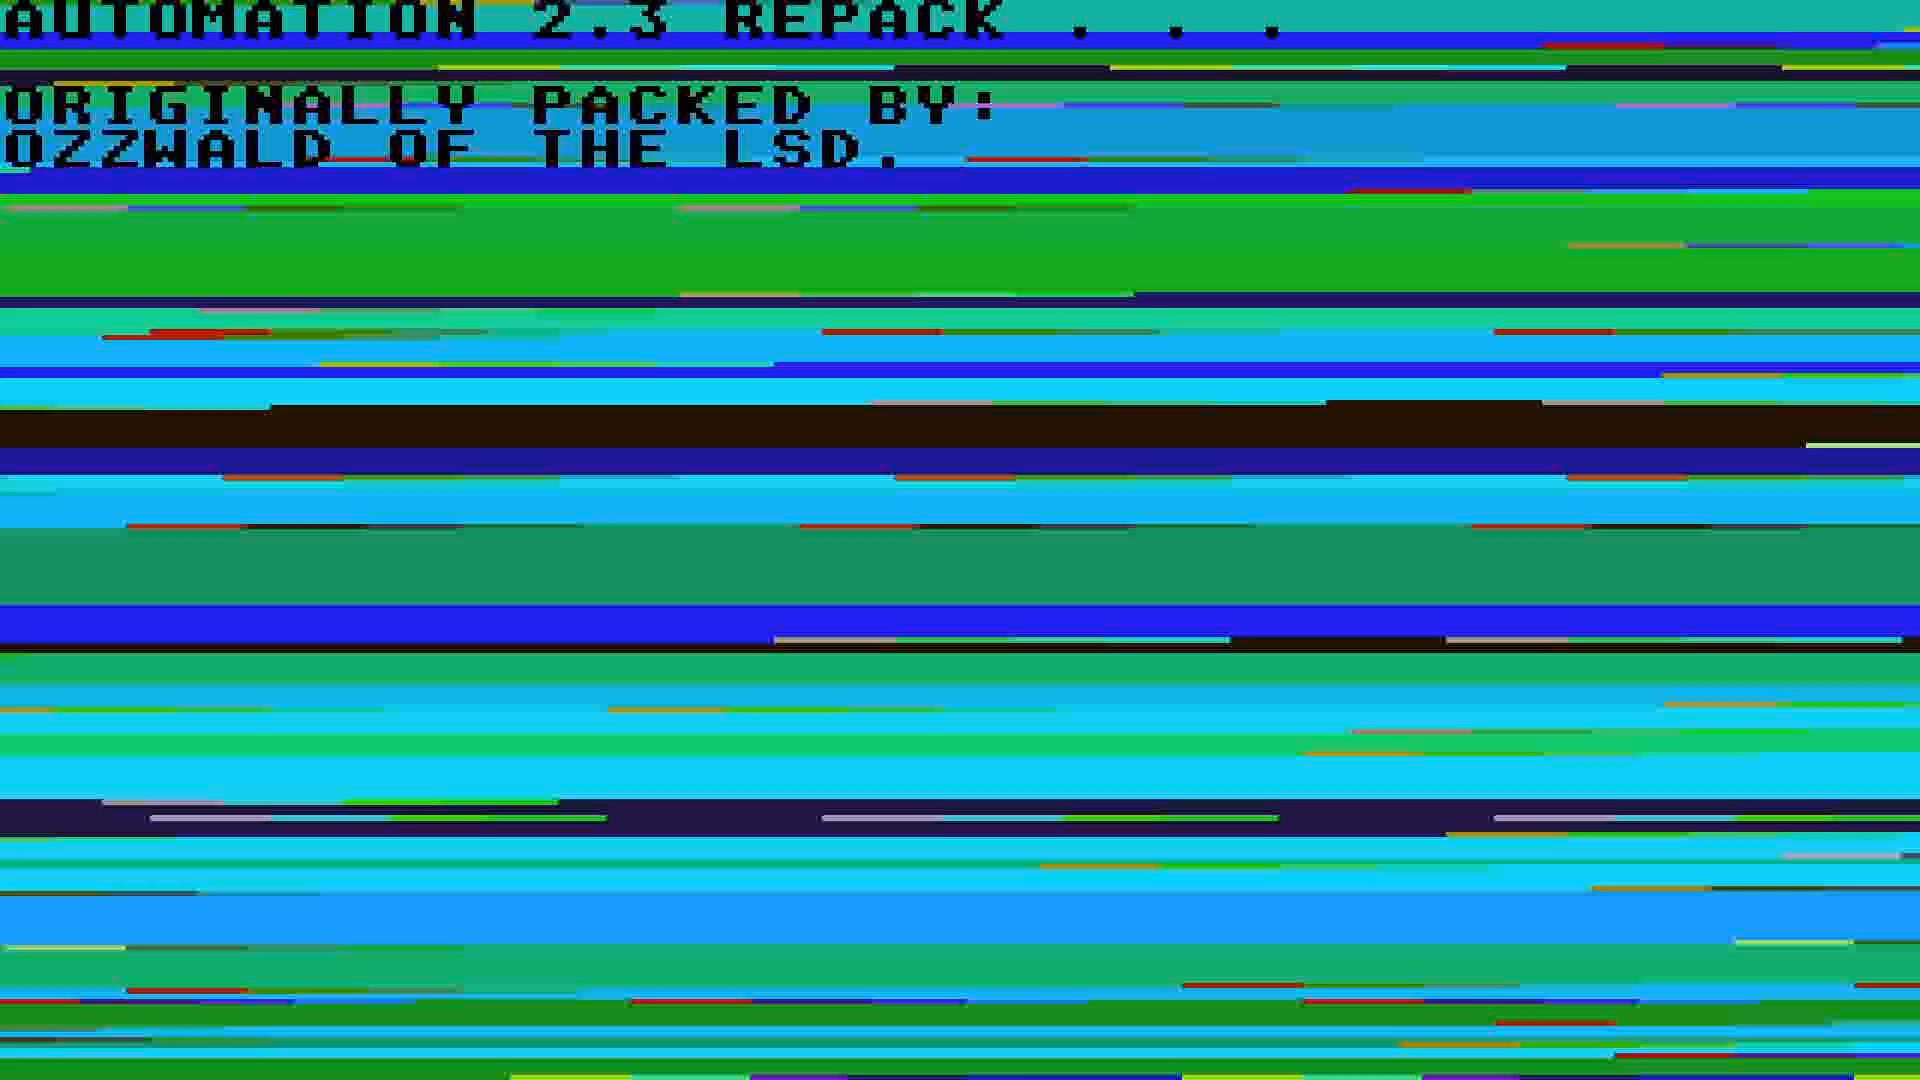 AUTOMATION 2.3 REPACK . . .
ORIGINALLY PACKED BY:
OZZWALD OF THE LSD.